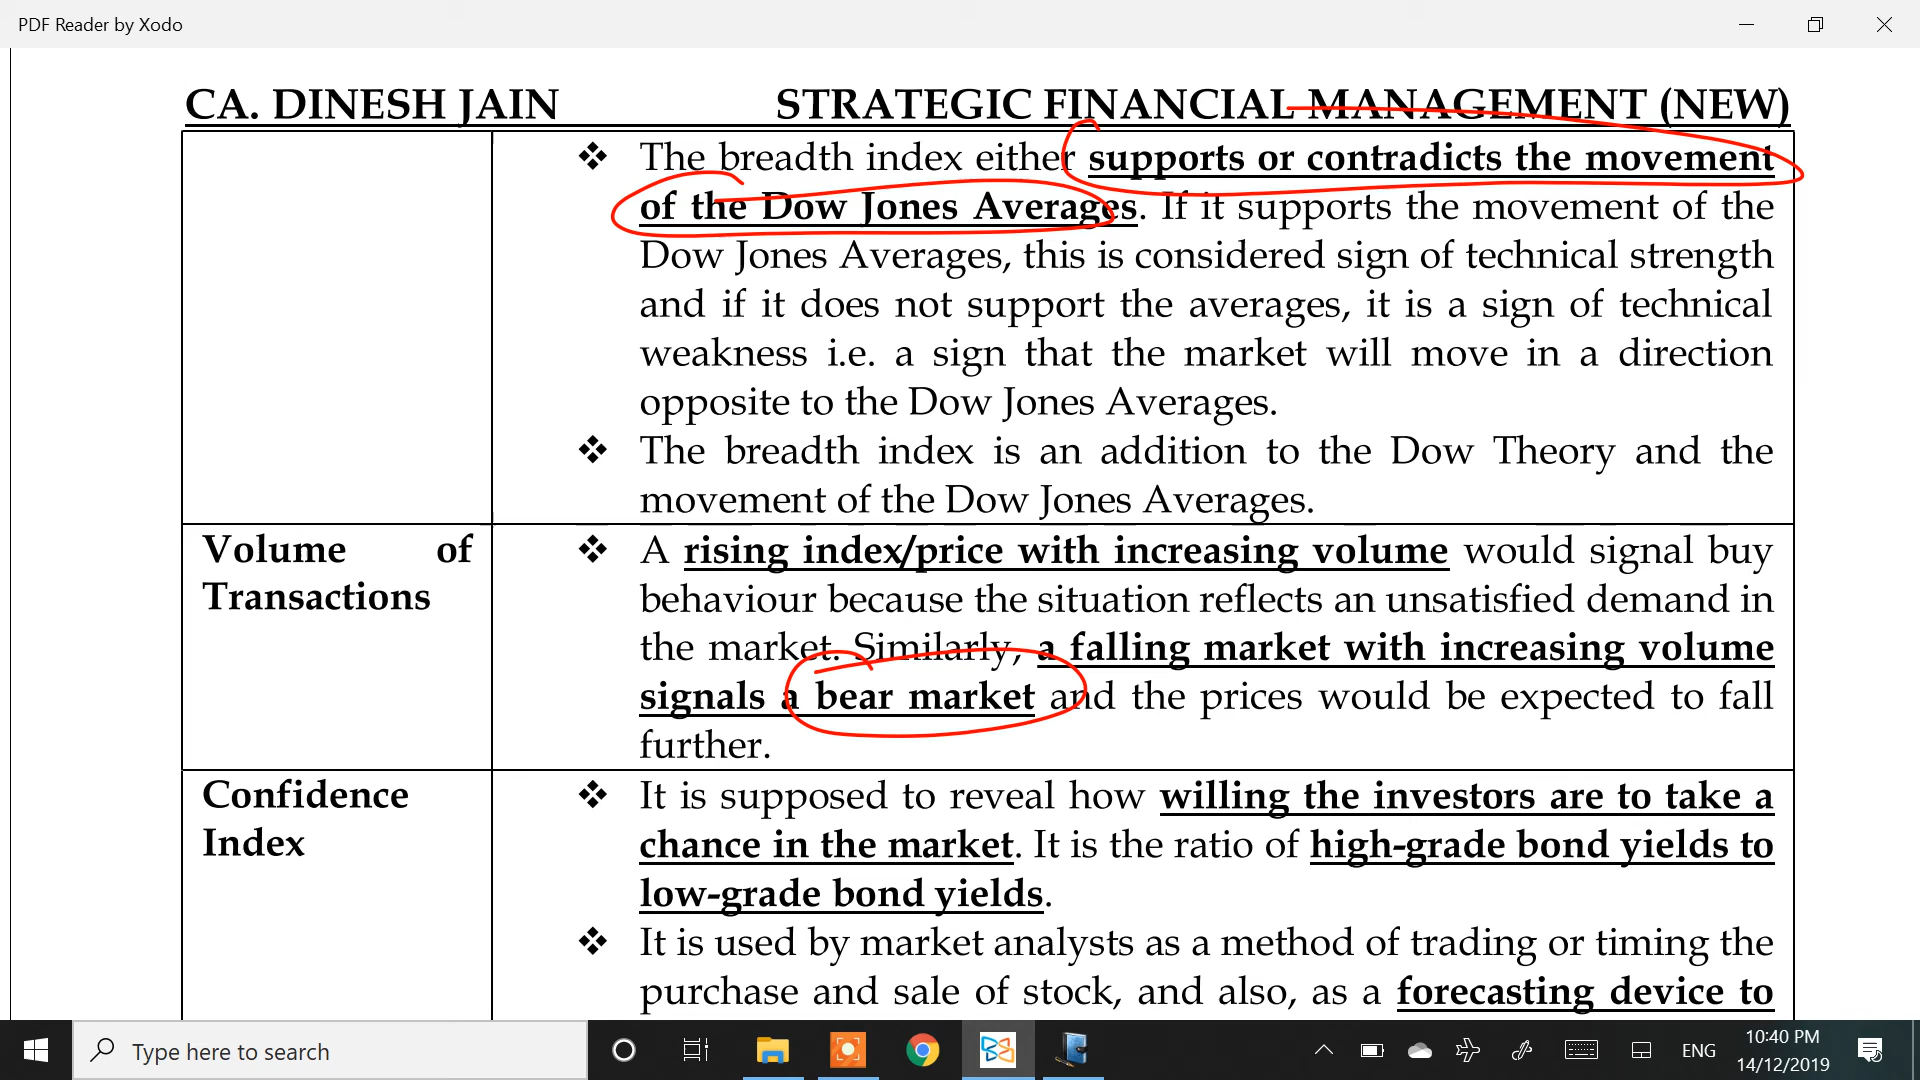 PDF Reader by Xodo
CA. DINESH JAIN STRATEGIC FINANCIAL MANAGEMENT (NEW)
❖ The breadth index either supports or contradicts the movement
of the Dow Jones Averages. If it supports the movement of the
Dow Jones Averages, this is considered sign of technical strength
and if it does not support the averages, it is a sign of technical
weakness i.e. a sign that the market will move in a direction
opposite to the Dow Jones Averages.
❖ The breadth index is an addition to the Dow Theory and the
movement of the Dow Jones Averages.
Volume of
Transactions
❖ A rising index/price with increasing volume would signal buy
behaviour because the situation reflects an unsatisfied demand in
the market. Similarly, a falling market with increasing volume
signals a bear market and the prices would be expected to fall
further.
Confidence
Index
❖ It is supposed to reveal how willing the investors are to take a
chance in the market. It is the ratio of high-grade bond yields to
low-grade bond yields.
❖ It is used by market analysts as a method of trading or timing the
purchase and sale of stock, and also, as a forecasting device to
Type here to search
ENG
10:40 PM
14/12/2019